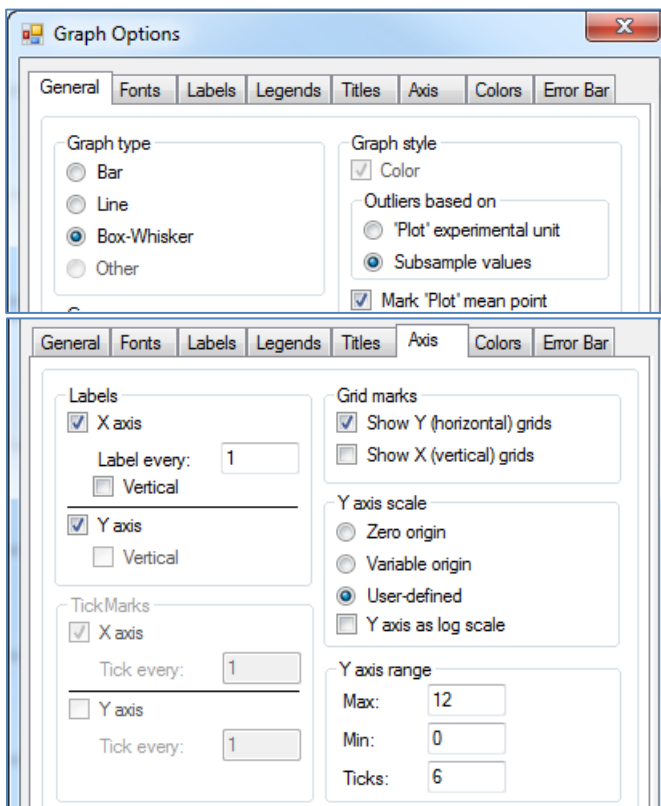 Graph Options
General Fonts Labels Legends Titles Axis Colors Error Bar
Graph type
Bar
Line
Box-Whisker
Other
Graph style
Color
Outliers based on
'Plot' experimental unit
Subsample values
Mark 'Plot' mean point
General Fonts Labels Legends Titles Axis Colors Error Bar
Labels
X axis
Label every: 1
Vertical
Y axis
Vertical
TickMarks
X axis
Tick every: 1
Y axis
Tick every: 1
Grid marks
Show Y (horizontal) grids
Show X (vertical) grids
Y axis scale
Zero origin
Variable origin
User-defined
Y axis as log scale
Y axis range
Max: 12
Min: 0
Ticks: 6